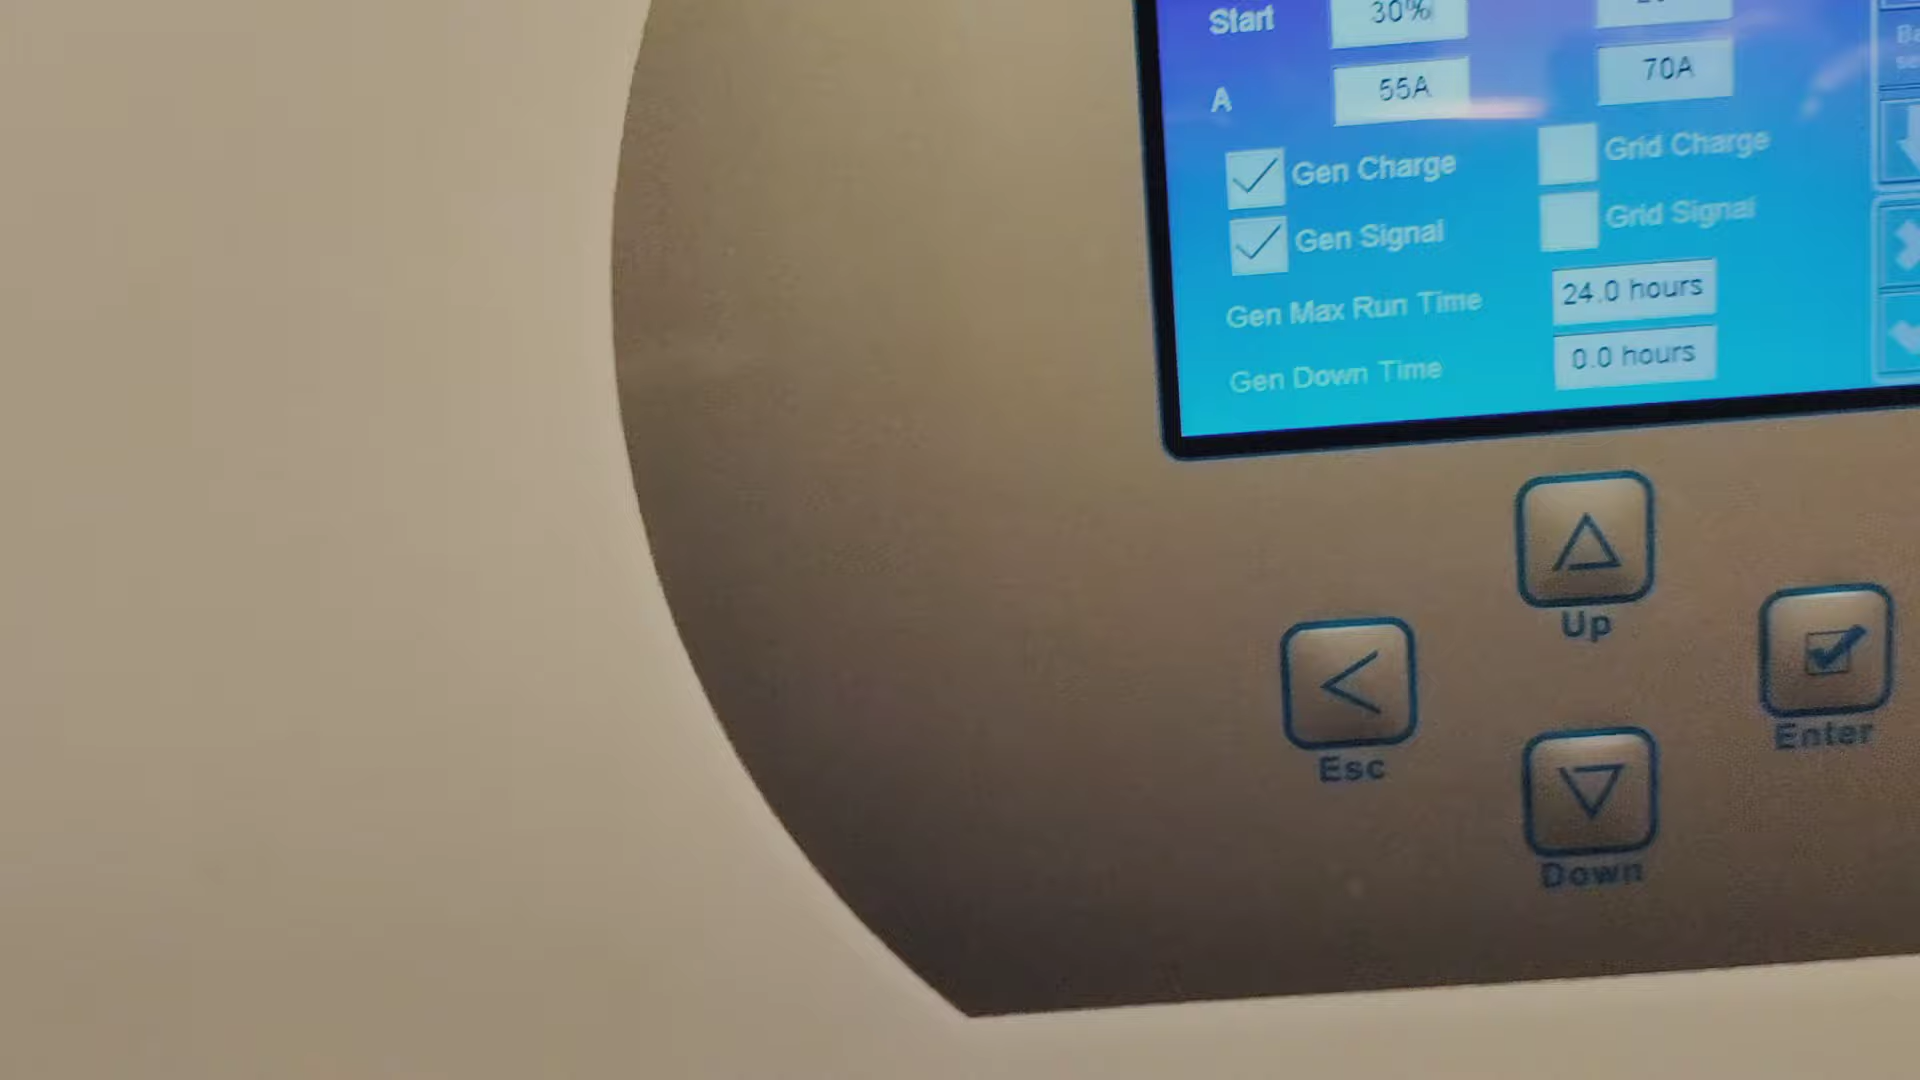 Start 30%
A 55A 70A
Gen Charge Grid Charge
Gen Signal Grid Signal
Gen Max Run Time 24.0 hours
Gen Down Time 0.0 hours
Up
Esc
Enter
Down